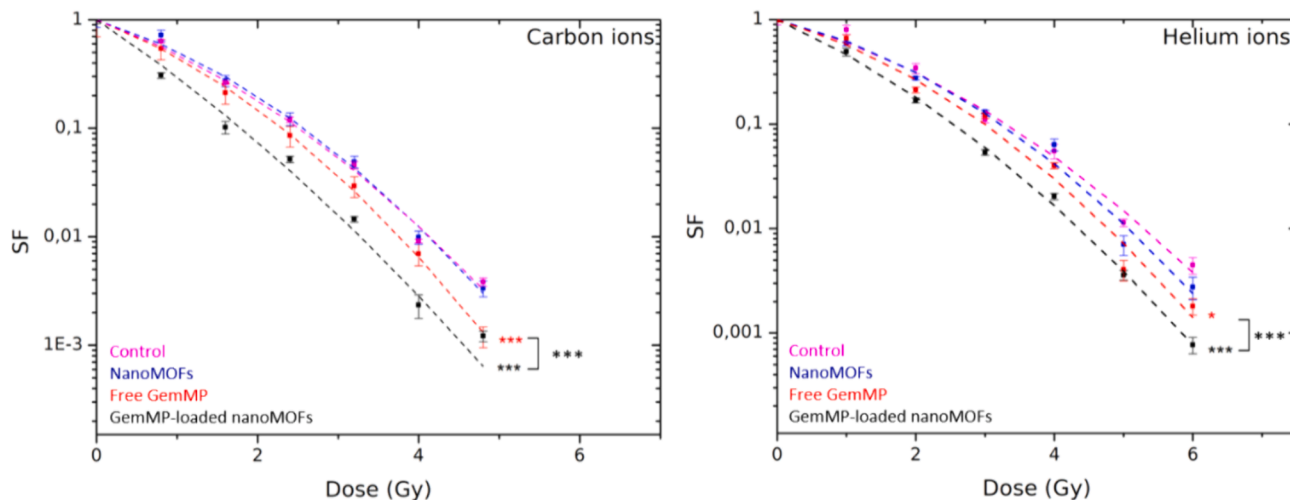 1
0,1
0,01
1E-3
SF
Carbon ions
Control
NanoMOFs
Free GemMP
GemMP-loaded nanoMOFs
***
***
***
0
2
4
6
Dose (Gy)
1
0,1
0,01
0,001
SF
Helium ions
Control
NanoMOFs
Free GemMP
GemMP-loaded nanoMOFs
*
***
***
0
2
4
6
Dose (Gy)